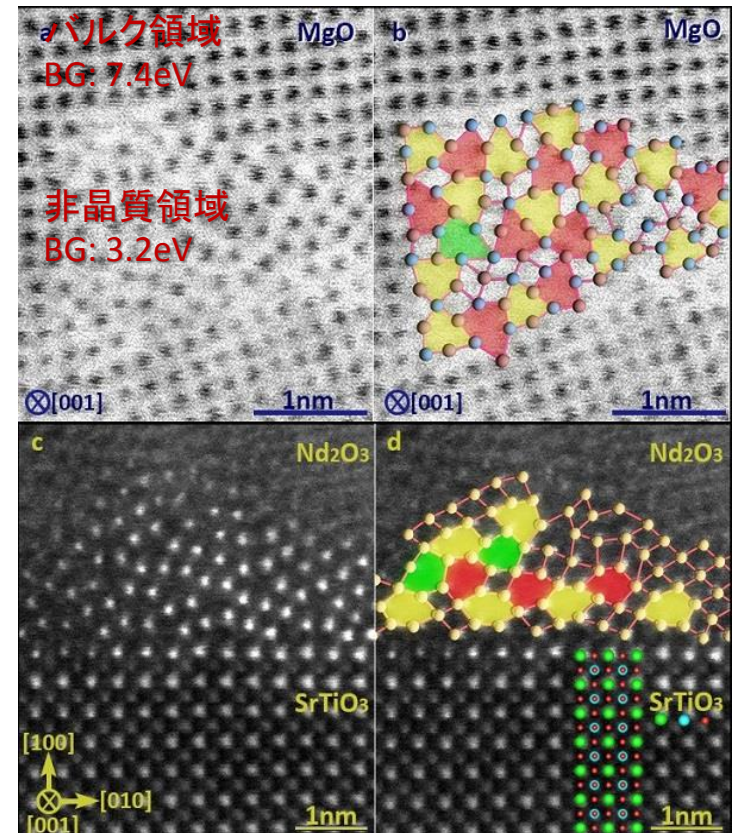 a
バルク領域
MgO
BG: 7.4eV
非晶質領域
BG: 3.2eV
[001]
1nm
b
MgO
[001]
1nm
c
Nd₂O₃
SrTiO₃
[100]
[010]
[001]
1nm
d
Nd₂O₃
SrTiO₃
1nm